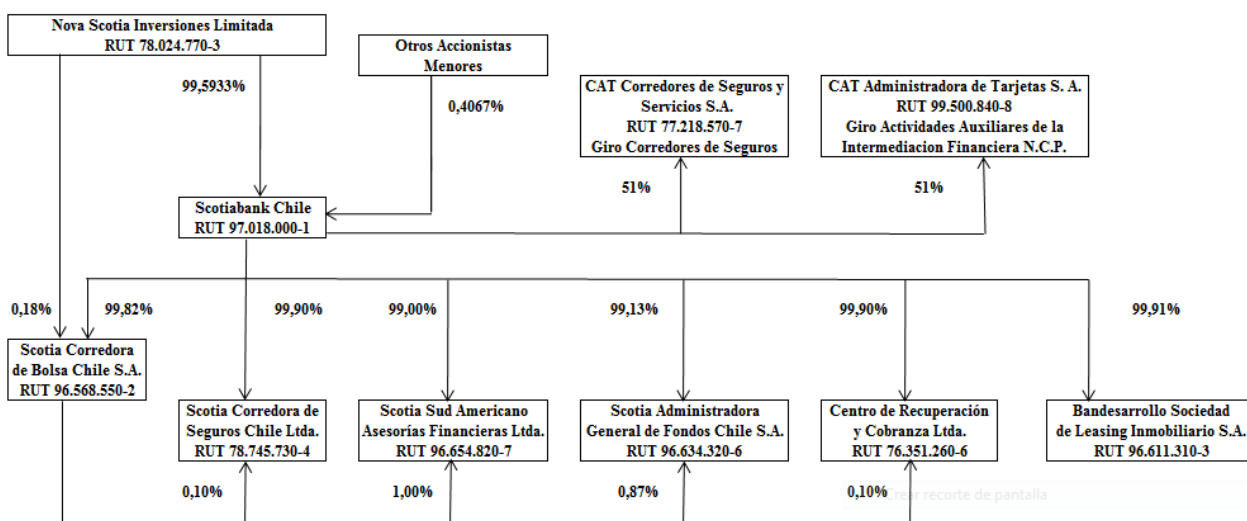 Nova Scotia Inversiones Limitada
RUT 78.024.770-3
Otros Accionistas
Menores
99,5933%
0,4067%
CAT Corredores de Seguros y
Servicios S.A.
RUT 77.218.570-7
Giro Corredores de Seguros
CAT Administradora de Tarjetas S. A.
RUT 99.500.840-8
Giro Actividades Auxiliares de la
Intermediacion Financiera N.C.P.
51%
51%
Scotiabank Chile
RUT 97.018.000-1
0,18%
99,82%
99,90%
99,00%
99,13%
99,90%
99,91%
Scotia Corredora
de Bolsa Chile S.A.
RUT 96.568.550-2
Scotia Corredora de
Seguros Chile Ltda.
RUT 78.745.730-4
Scotia Sud Americano
Asesorías Financieras Ltda.
RUT 96.654.820-7
Scotia Administradora
General de Fondos Chile S.A.
RUT 96.634.320-6
Centro de Recuperación
y Cobranza Ltda.
RUT 76.351.260-6
Bandesarrollo Sociedad
de Leasing Inmobiliario S.A.
RUT 96.611.310-3
0,10%
1,00%
0,87%
0,10%
Crear recorte de pantalla